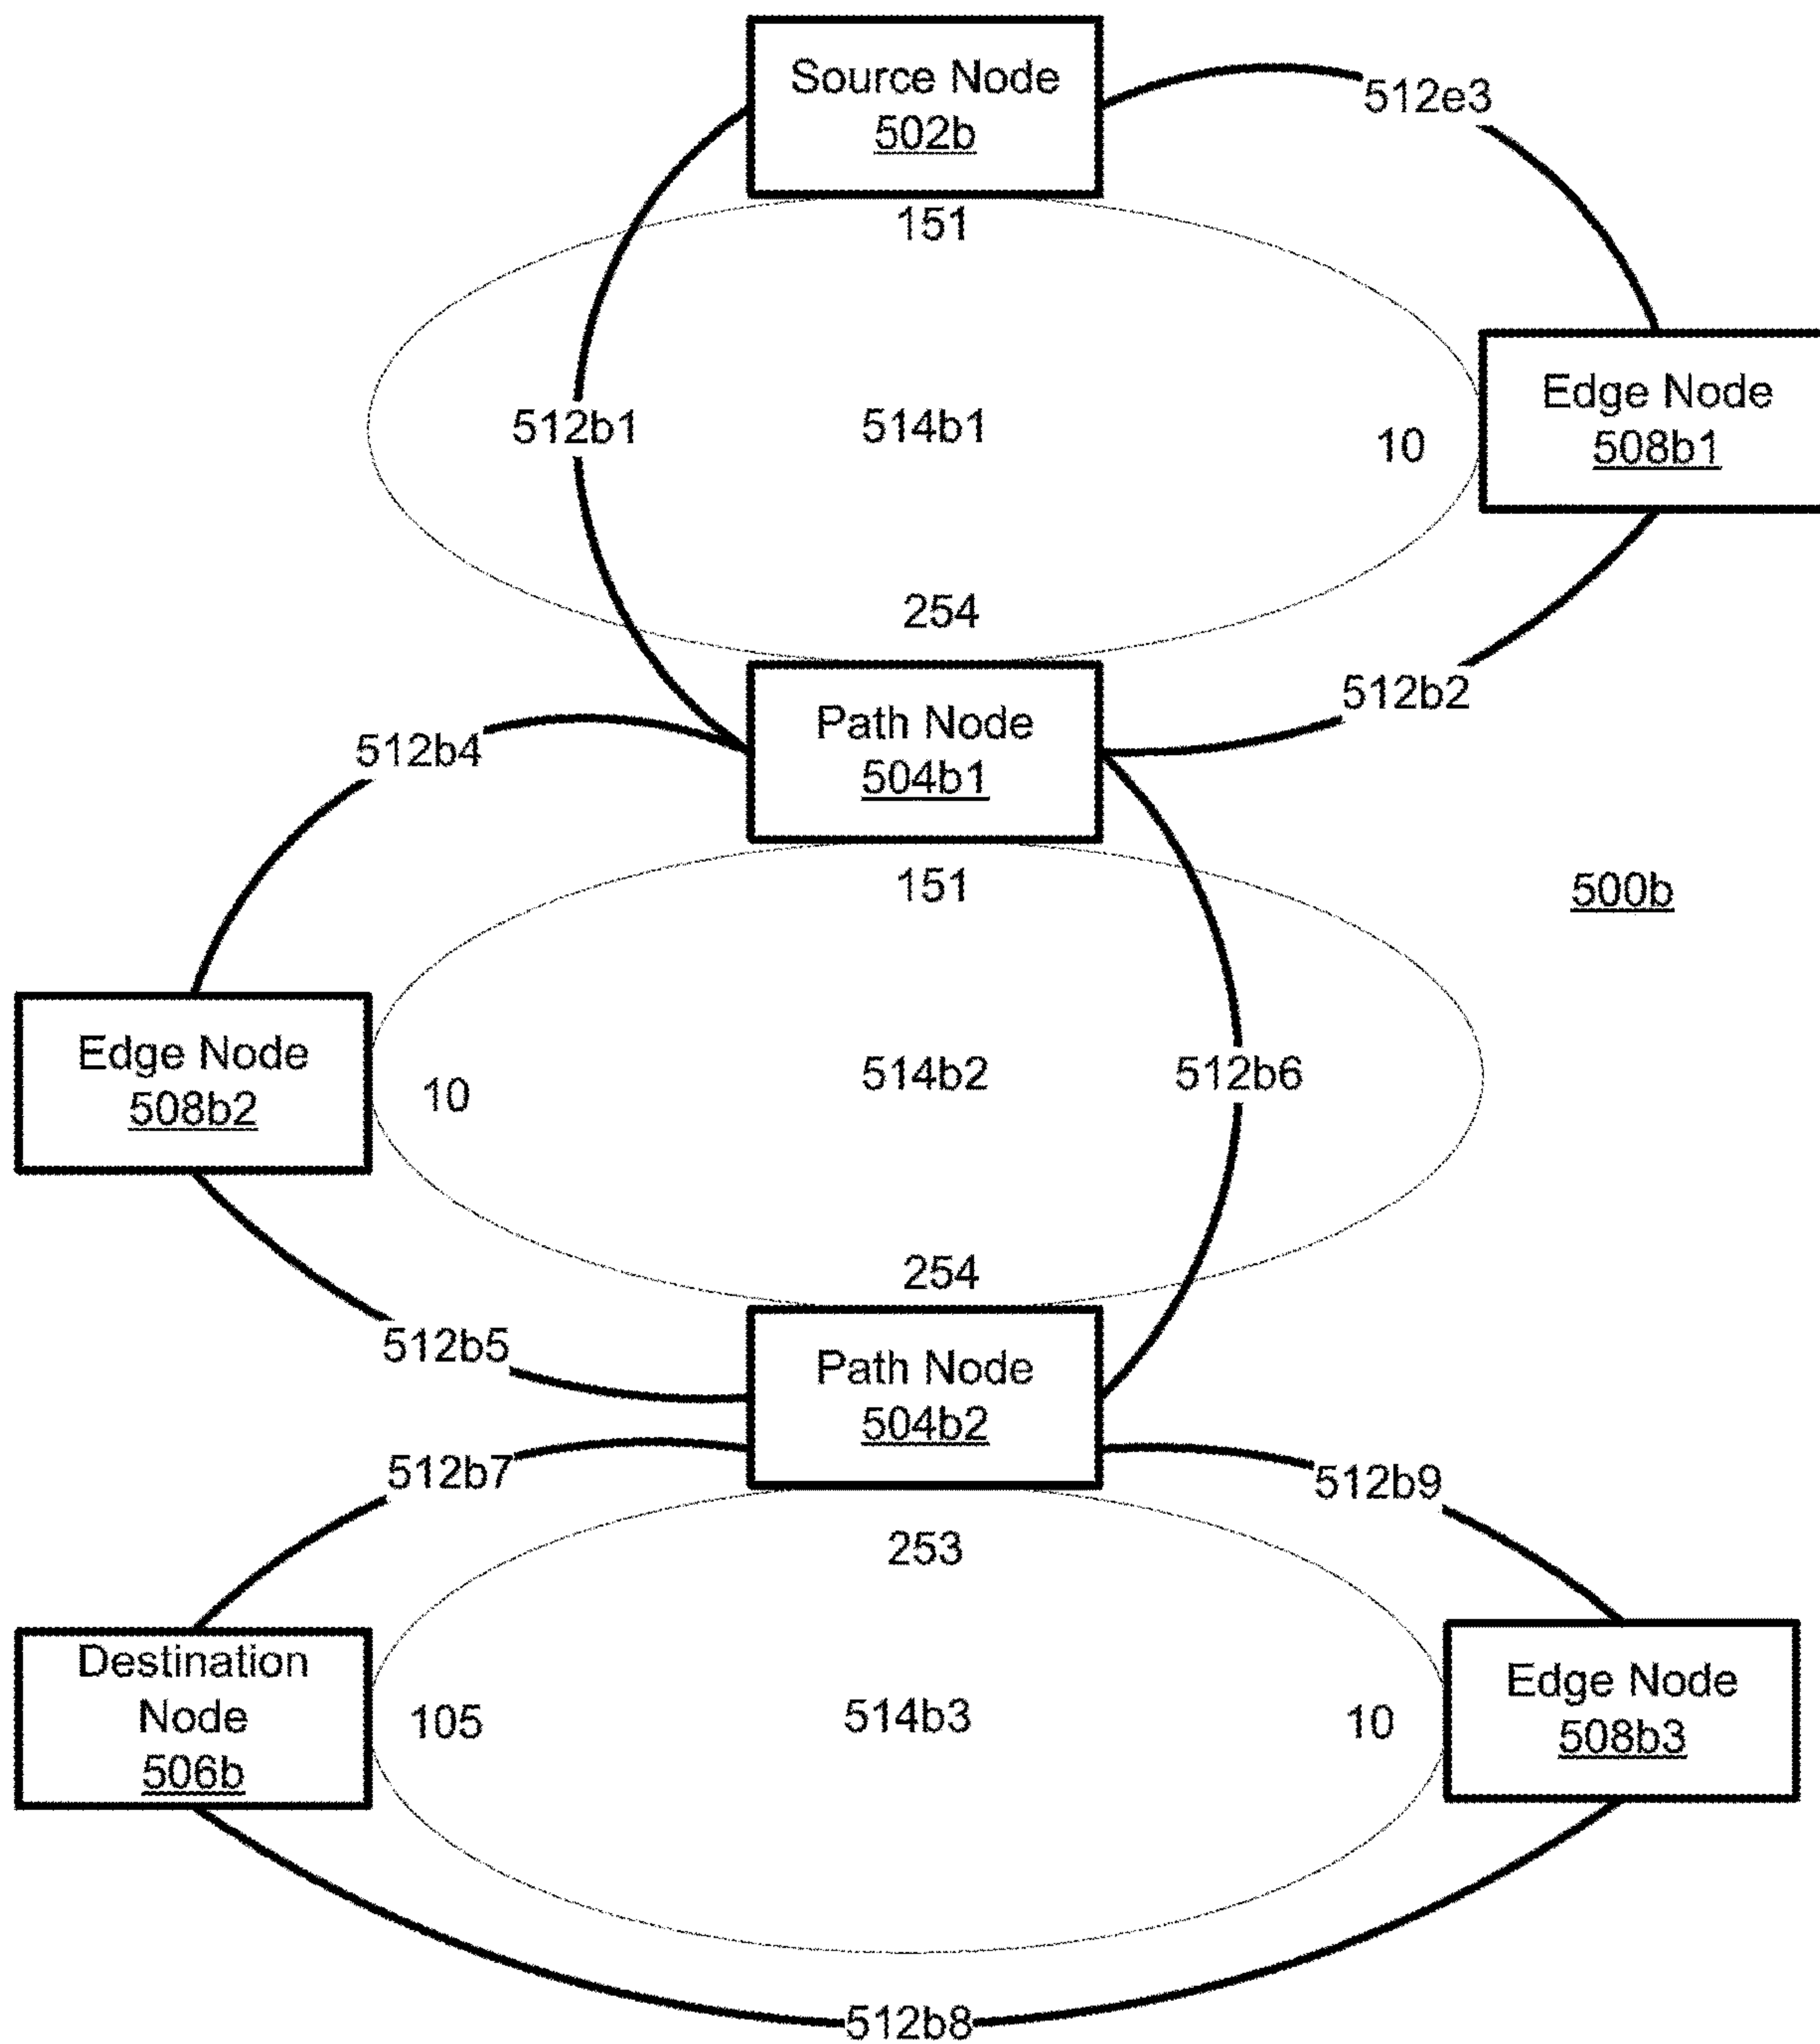 Source Node
502b
512e3
151
Edge Node
508b1
512b1
514b1
10
254
512b2
Path Node
504b1
512b4
151
500b
Edge Node
508b2
10
514b2
512b6
254
512b5
Path Node
504b2
512b7
512b9
253
Destination
Node
506b
105
514b3
10
Edge Node
508b3
512b8